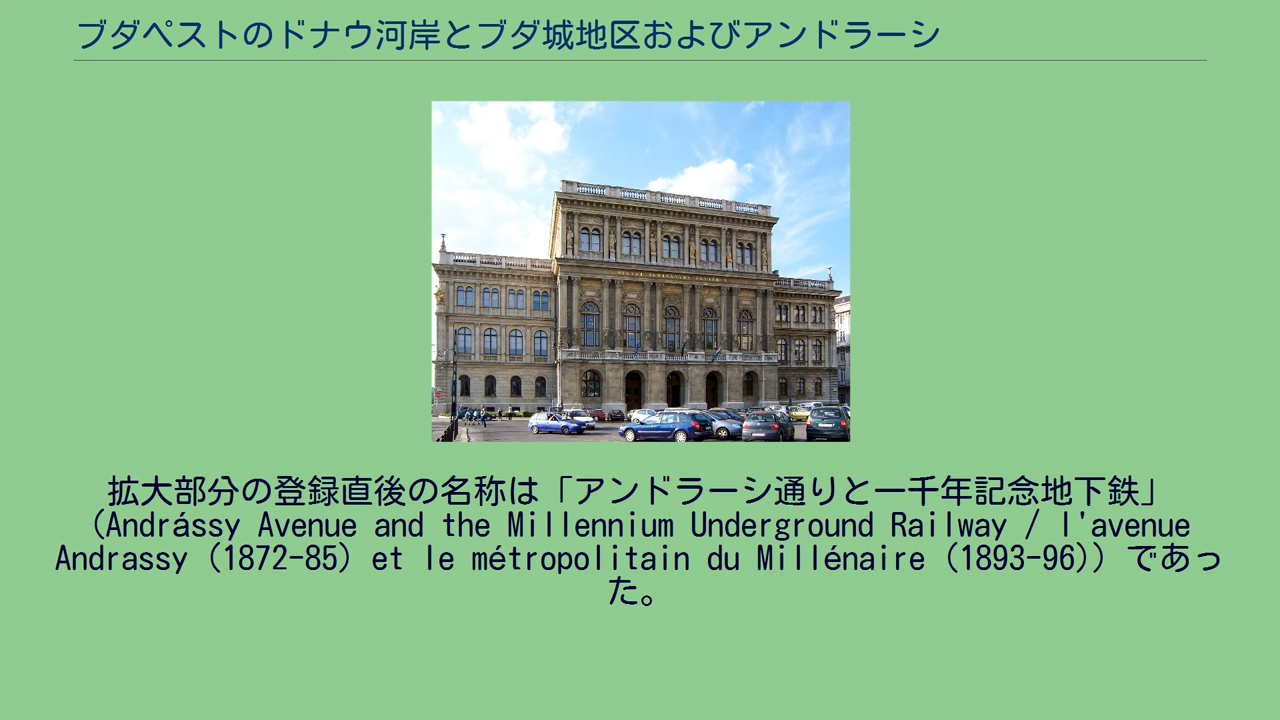 ブダペストのドナウ河岸とブダ城地区およびアンドラーシ
拡大部分の登録直後の名称は「アンドラーシ通りと一千年記念地下鉄」
(Andrássy Avenue and the Millennium Underground Railway / l'avenue
Andrassy (1872-85) et le métropolitain du Millénaire (1893-96)) であっ
た。